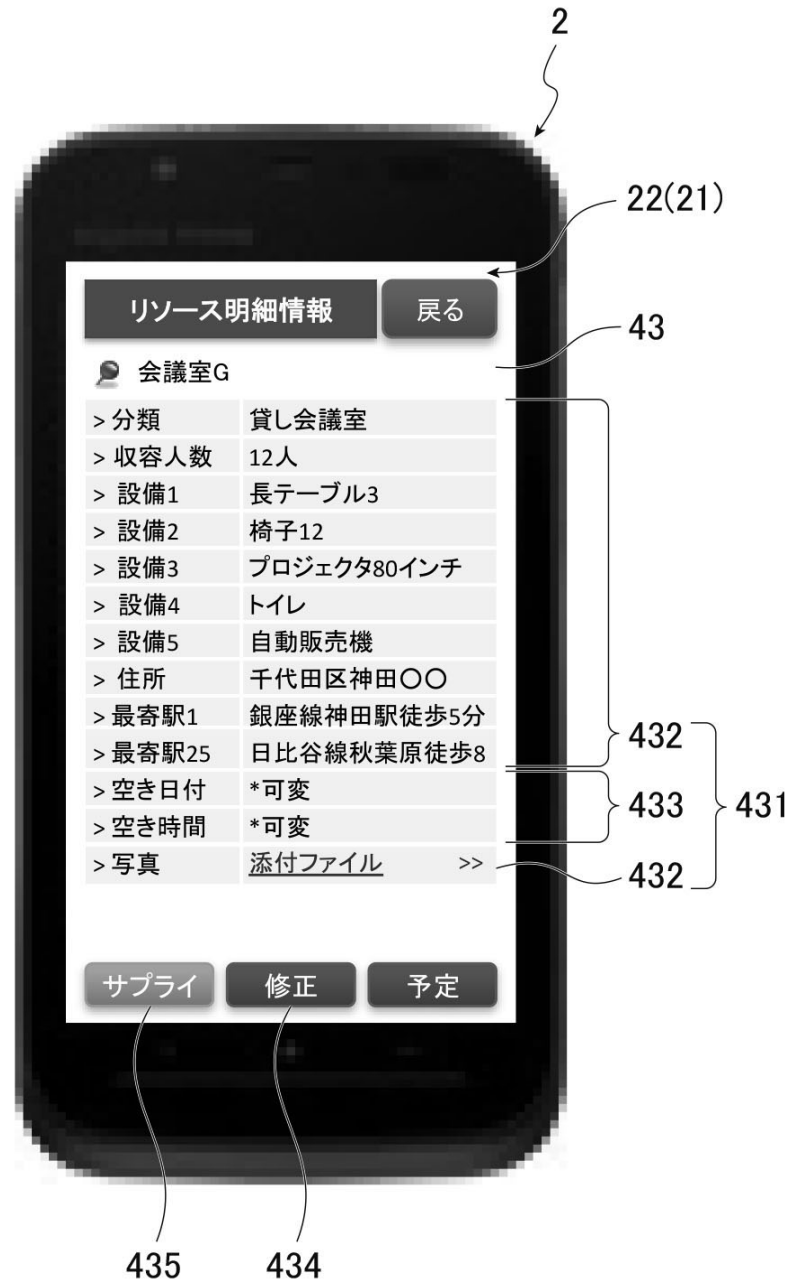 2
22(21)
リソース明細情報 戻る
43
会議室G
>分類 貸し会議室
>収容人数 12人
> 設備1 長テーブル3
> 設備2 椅子12
> 設備3 プロジェクタ80インチ
> 設備4 トイレ
> 設備5 自動販売機
> 住所 千代田区神田〇〇
>最寄駅1 銀座線神田駅徒歩5分
432
>最寄駅25 日比谷線秋葉原徒歩8
>空き日付 *可変
433 431
>空き時間 *可変
>写真 添付ファイル >>
432
サプライ 修正 予定
435 434